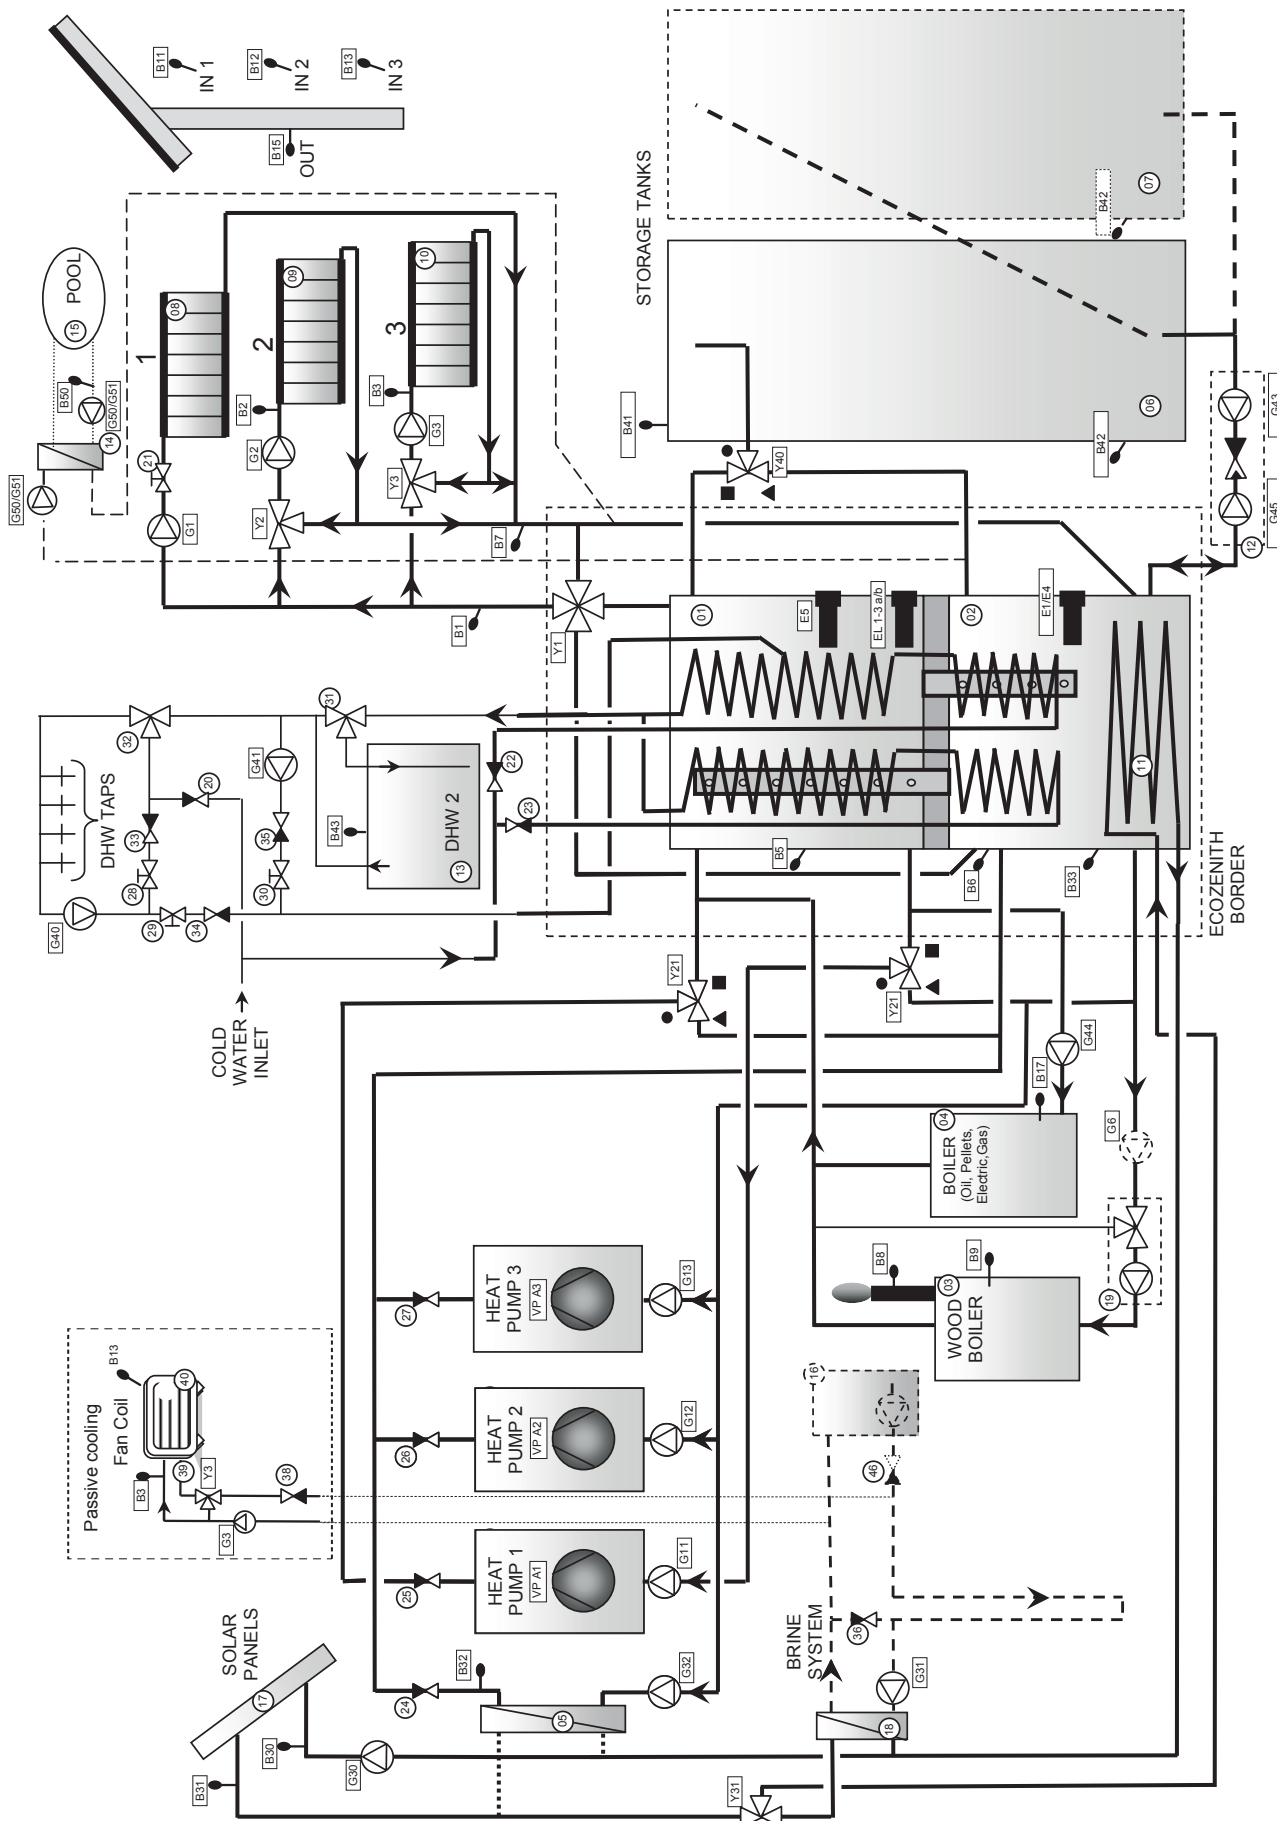 SOLAR
PANELS
17
B31
B30
G30
Y31
Passive cooling
Fan Coil
B13
40
39
B3
Y3
38
G3
24
B32
G32
05
25
HEAT
PUMP 1
VP A1
G11
26
HEAT
PUMP 2
VP A2
G12
27
HEAT
PUMP 3
VP A3
G13
BRINE
SYSTEM
18
G31
36
46
16
WOOD
BOILER
03
B8
B9
19
G6
BOILER
(Oil, Pellets,
Electric,Gas)
04
B17
G44
Y21
Y21
COLD
WATER
INLET
G40
DHW TAPS
28
33
29
34
20
30
35
G41
32
31
DHW 2
13
B43
22
23
ECOZENITH
BORDER
B5
B6
B33
11
01
02
E5
EL 1-3 a/b
E1/E4
Y1
B1
B7
G1
21
1
08
Y2
G2
B2
2
09
Y3
G3
B3
3
10
G50/G51
14
B50
G50/G51
POOL
15
B11
IN 1
B12
IN 2
B13
IN 3
B15
OUT
STORAGE TANKS
B41
Y40
B42
06
B42
07
12
G45
G43